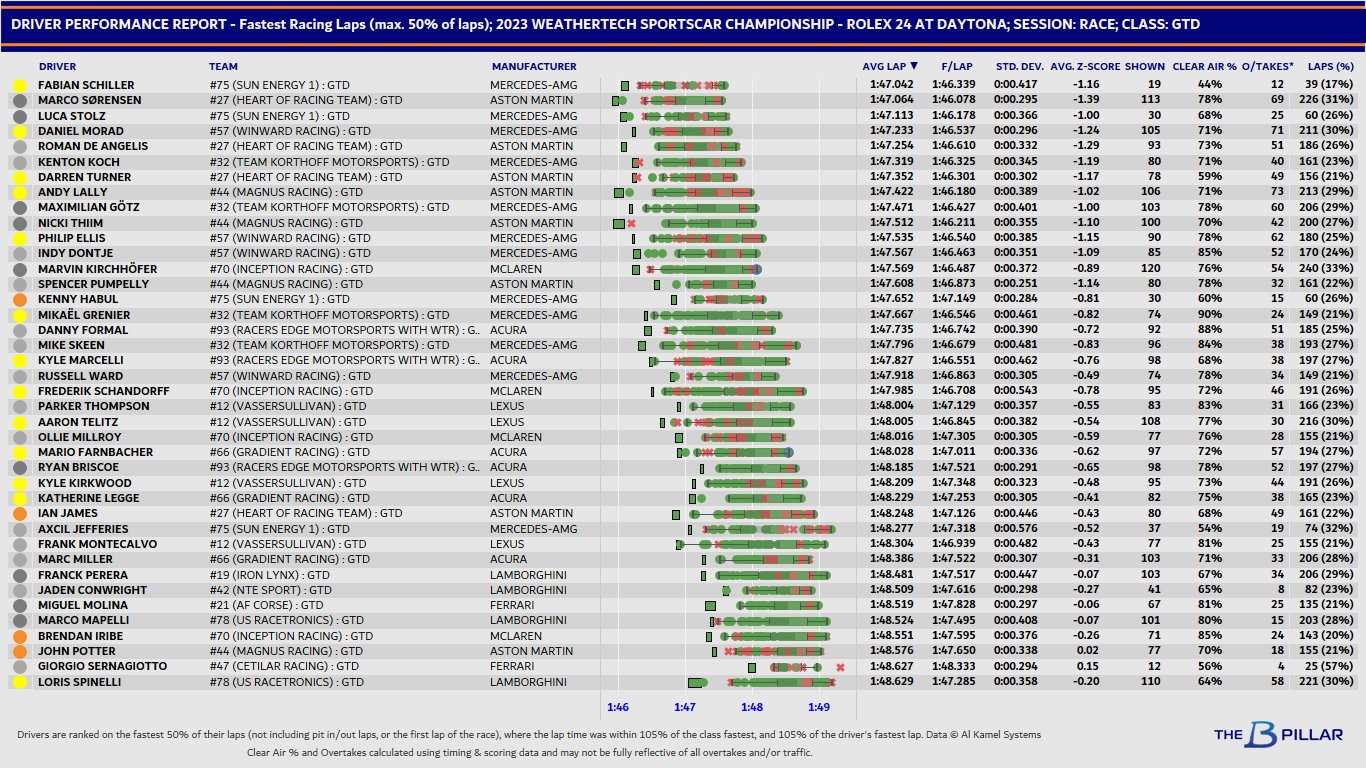 DRIVER PERFORMANCE REPORT - Fastest Racing Laps (max. 50% of laps); 2023 WEATHERTECH SPORTSCAR CHAMPIONSHIP - ROLEX 24 AT DAYTONA; SESSION: RACE; CLASS: GTD
DRIVER TEAM MANUFACTURER AVG LAP ▼ F/LAP STD. DEV. AVG. Z-SCORE SHOWN CLEAR AIR % O/TAKES* LAPS (%)
FABIAN SCHILLER #75 (SUN ENERGY 1) : GTD MERCEDES-AMG 1:47.042 1:46.339 0:00.417 -1.16 19 44% 12 39 (17%)
MARCO SØRENSEN #27 (HEART OF RACING TEAM) : GTD ASTON MARTIN 1:47.064 1:46.078 0:00.295 -1.39 113 78% 69 226 (31%)
LUCA STOLZ #75 (SUN ENERGY 1) : GTD MERCEDES-AMG 1:47.113 1:46.178 0:00.366 -1.00 30 68% 25 60 (26%)
DANIEL MORAD #57 (WINWARD RACING) : GTD MERCEDES-AMG 1:47.233 1:46.537 0:00.296 -1.24 105 71% 71 211 (30%)
ROMAN DE ANGELIS #27 (HEART OF RACING TEAM) : GTD ASTON MARTIN 1:47.254 1:46.610 0:00.332 -1.28 93 73% 51 186 (26%)
KENTON KOCH #32 (TEAM KORTHOFF MOTORSPORTS) : GTD MERCEDES-AMG 1:47.319 1:46.325 0:00.345 -1.19 80 71% 40 161 (23%)
DARREN TURNER #27 (HEART OF RACING TEAM) : GTD ASTON MARTIN 1:47.352 1:46.301 0:00.302 -1.17 78 59% 49 156 (21%)
ANDY LALLY #44 (MAGNUS RACING) : GTD ASTON MARTIN 1:47.422 1:46.180 0:00.389 -1.02 106 71% 73 213 (29%)
MAXIMILIAN GÖTZ #32 (TEAM KORTHOFF MOTORSPORTS) : GTD MERCEDES-AMG 1:47.471 1:46.427 0:00.401 -1.00 103 78% 60 206 (29%)
NICKI THIIM #44 (MAGNUS RACING) : GTD ASTON MARTIN 1:47.512 1:46.211 0:00.355 -1.10 100 70% 42 200 (27%)
PHILIP ELLIS #57 (WINWARD RACING) : GTD MERCEDES-AMG 1:47.535 1:46.540 0:00.385 -1.15 90 78% 62 180 (25%)
INDY DONTJE #57 (WINWARD RACING) : GTD MERCEDES-AMG 1:47.567 1:46.463 0:00.351 -1.09 85 85% 52 170 (24%)
MARVIN KIRCHHÖFER #70 (INCEPTION RACING) : GTD MCLAREN 1:47.569 1:46.487 0:00.372 -0.89 120 76% 54 240 (33%)
SPENCER PUMPELLY #44 (MAGNUS RACING) : GTD ASTON MARTIN 1:47.608 1:46.873 0:00.251 -1.14 80 78% 32 161 (22%)
KENNY HABUL #75 (SUN ENERGY 1) : GTD MERCEDES-AMG 1:47.652 1:47.149 0:00.284 -0.81 30 60% 15 60 (26%)
MIKAËL GRENIER #32 (TEAM KORTHOFF MOTORSPORTS) : GTD MERCEDES-AMG 1:47.667 1:46.546 0:00.461 -0.82 74 90% 24 149 (21%)
DANNY FORMAL #93 (RACERS EDGE MOTORSPORTS WITH WTR) : G.. ACURA 1:47.735 1:46.742 0:00.390 -0.72 92 88% 51 185 (25%)
MIKE SKEEN #32 (TEAM KORTHOFF MOTORSPORTS) : GTD MERCEDES-AMG 1:47.796 1:46.679 0:00.481 -0.83 96 84% 38 193 (27%)
KYLE MARCELLI #93 (RACERS EDGE MOTORSPORTS WITH WTR) : G.. ACURA 1:47.827 1:46.551 0:00.462 -0.76 98 68% 38 197 (27%)
RUSSELL WARD #57 (WINWARD RACING) : GTD MERCEDES-AMG 1:47.918 1:46.863 0:00.305 -0.49 74 78% 34 149 (21%)
FREDERIK SCHANDORFF #70 (INCEPTION RACING) : GTD MCLAREN 1:47.985 1:46.708 0:00.543 -0.78 95 72% 46 191 (26%)
PARKER THOMPSON #12 (VASSERSULLIVAN) : GTD LEXUS 1:48.004 1:47.129 0:00.357 -0.55 83 83% 31 166 (23%)
AARON TELITZ #12 (VASSERSULLIVAN) : GTD LEXUS 1:48.005 1:46.845 0:00.382 -0.54 108 77% 30 216 (30%)
OLLIE MILLROY #70 (INCEPTION RACING) : GTD MCLAREN 1:48.016 1:47.305 0:00.305 -0.59 77 76% 28 155 (21%)
MARIO FARNBACHER #66 (GRADIENT RACING) : GTD ACURA 1:48.028 1:47.011 0:00.336 -0.62 97 72% 57 194 (27%)
RYAN BRISCOE #93 (RACERS EDGE MOTORSPORTS WITH WTR) : G.. ACURA 1:48.185 1:47.521 0:00.291 -0.65 98 78% 52 197 (27%)
KYLE KIRKWOOD #12 (VASSERSULLIVAN) : GTD LEXUS 1:48.209 1:47.348 0:00.323 -0.48 95 73% 44 191 (26%)
KATHERINE LEGGE #66 (GRADIENT RACING) : GTD ACURA 1:48.229 1:47.253 0:00.305 -0.41 82 75% 38 165 (23%)
IAN JAMES #27 (HEART OF RACING TEAM) : GTD ASTON MARTIN 1:48.248 1:47.126 0:00.446 -0.43 80 68% 49 161 (22%)
AXCIL JEFFERIES #75 (SUN ENERGY 1) : GTD MERCEDES-AMG 1:48.277 1:47.318 0:00.576 -0.52 37 54% 19 74 (32%)
FRANK MONTECALVO #12 (VASSERSULLIVAN) : GTD LEXUS 1:48.304 1:46.939 0:00.482 -0.43 77 81% 25 155 (21%)
MARC MILLER #66 (GRADIENT RACING) : GTD ACURA 1:48.386 1:47.522 0:00.307 -0.31 103 71% 33 206 (28%)
FRANCK PERERA #19 (IRON LYNX) : GTD LAMBORGHINI 1:48.481 1:47.517 0:00.447 -0.07 103 67% 34 206 (29%)
JADEN CONWRIGHT #42 (NTE SPORT) : GTD LAMBORGHINI 1:48.509 1:47.616 0:00.298 -0.27 41 65% 8 82 (23%)
MIGUEL MOLINA #21 (AF CORSE) : GTD FERRARI 1:48.519 1:47.828 0:00.297 -0.06 67 81% 25 135 (21%)
MARCO MAPELLI #78 (US RACETRONICS) : GTD LAMBORGHINI 1:48.524 1:47.495 0:00.408 -0.07 101 80% 15 203 (28%)
BRENDAN IRIBE #70 (INCEPTION RACING) : GTD MCLAREN 1:48.551 1:47.595 0:00.376 -0.26 71 85% 24 143 (20%)
JOHN POTTER #44 (MAGNUS RACING) : GTD ASTON MARTIN 1:48.576 1:47.650 0:00.338 0.02 77 70% 18 155 (21%)
GIORGIO SERNAGIOTTO #47 (CETILAR RACING) : GTD FERRARI 1:48.627 1:48.333 0:00.294 0.15 12 56% 4 25 (57%)
LORIS SPINELLI #78 (US RACETRONICS) : GTD LAMBORGHINI 1:48.629 1:47.285 0:00.358 -0.20 110 64% 58 221 (30%)
1:46 1:47 1:48 1:49
Drivers are ranked on the fastest 50% of their laps (not including pit in/out laps, or the first lap of the race), where the lap time was within 105% of the class fastest, and 105% of the driver's fastest lap. Data © Al Kamel Systems
Clear Air % and Overtakes calculated using timing & scoring data and may not be fully reflective of all overtakes and/or traffic.
THE B PILLAR